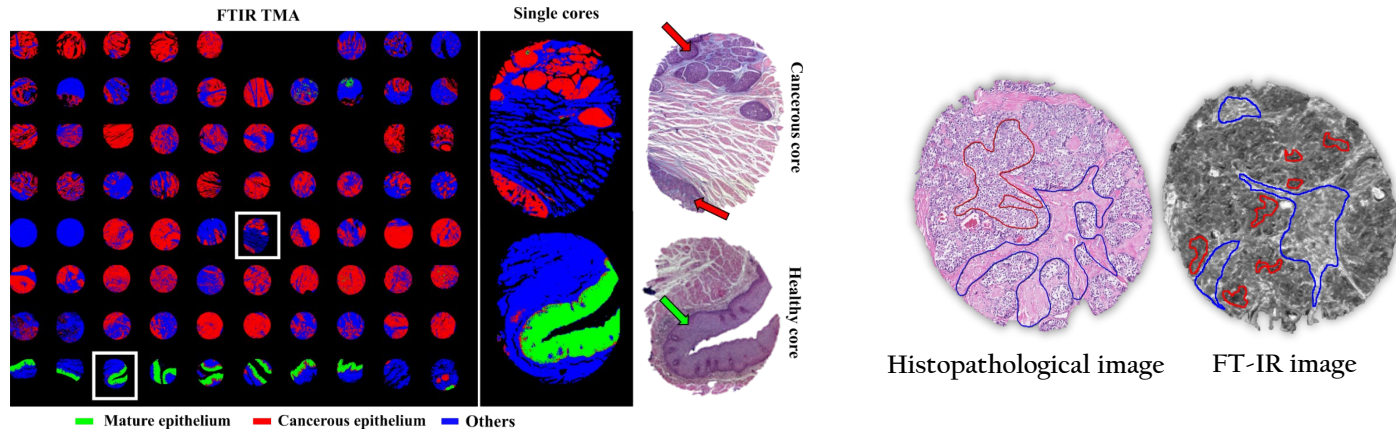 FTIR TMA
Single cores
Cancerous core
Healthy core
Mature epithelium
Cancerous epithelium
Others
Histopathological image
FT-IR image